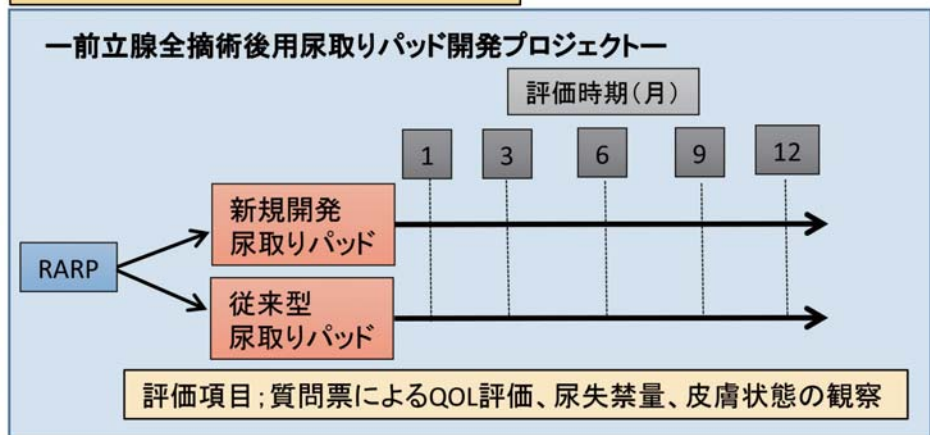 ー前立腺全摘術後用尿取りパッド開発プロジェクトー
評価時期(月)
1 3 6 9 12
新規開発
尿取りパッド
RARP
従来型
尿取りパッド
評価項目;質問票によるQOL評価、尿失禁量、皮膚状態の観察